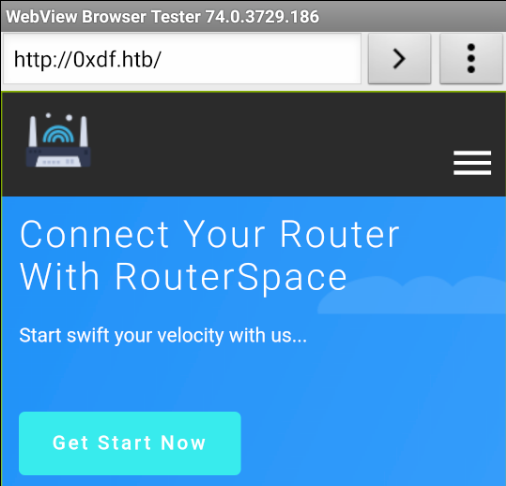 WebView Browser Tester 74.0.3729.186
http://0xdf.htb/
Connect Your Router
With RouterSpace
Start swift your velocity with us...
Get Start Now